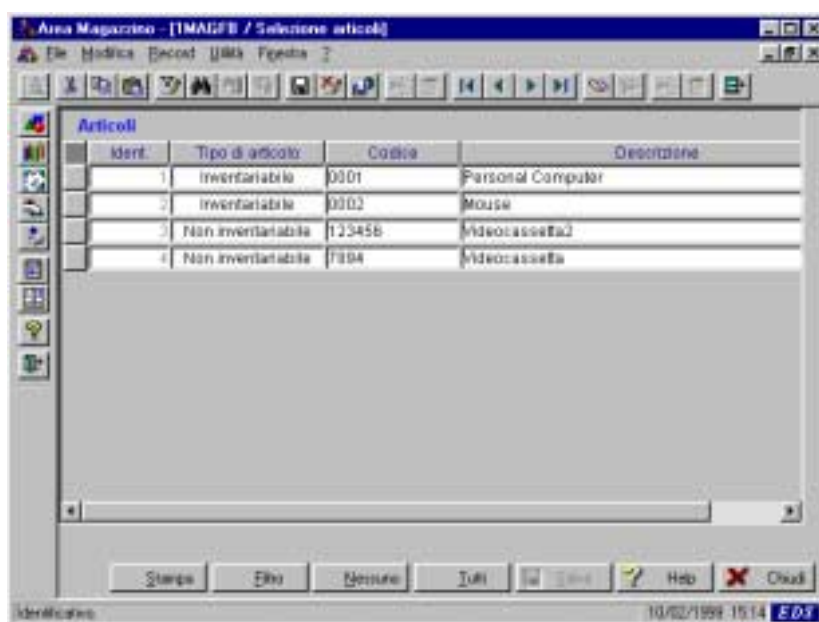 Area Magazzino - [1MAGFB / Selezione articoli]
File Modifica Record Utilità Finestra ?
Articoli
Ident. Tipo di articolo Codice Descrizione
1 Inventariabile 0001 Personal Computer
2 Inventariabile 0002 Mouse
3 Non inventariabile 123456 Videocassetta2
4 Non inventariabile 7894 Videocassetta
Stampa Filtro Nessuno Tutti Salva Help Chiudi
Identificativo 10/02/1999 15:14 EDS